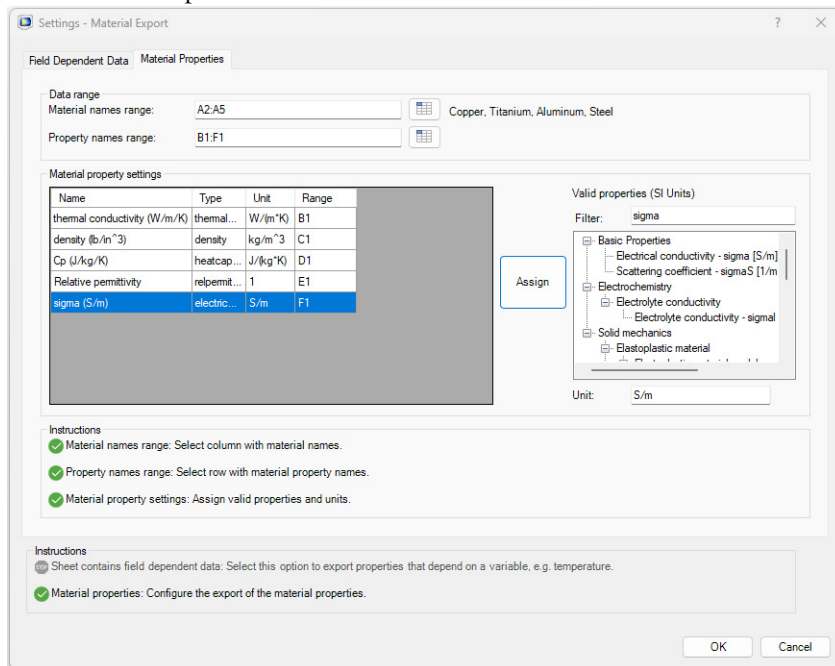 Settings - Material Export
?
Field Dependent Data
Material Properties
Data range
Material names range:
A2:A5
Copper, Titanium, Aluminum, Steel
Property names range:
B1:F1
Material property settings
Name Type Unit Range
thermal conductivity (W/m/K) thermal... W/(m*K) B1
density (lb/in^3) density kg/m^3 C1
Cp (J/kg/K) heatcap... J/(kg*K) D1
Relative permittivity relpermit... 1 E1
sigma (S/m) electric... S/m F1
Assign
Valid properties (SI Units)
Filter: sigma
Basic Properties
Electrical conductivity - sigma [S/m]
Scattering coefficient - sigmaS [1/m
Electrochemistry
Electrolyte conductivity
Electrolyte conductivity - sigmal
Solid mechanics
Elastoplastic material
Unit: S/m
Instructions
Material names range: Select column with material names.
Property names range: Select row with material property names.
Material property settings: Assign valid properties and units.
Instructions
STOP Sheet contains field dependent data: Select this option to export properties that depend on a variable, e.g. temperature.
Material properties: Configure the export of the material properties.
OK
Cancel